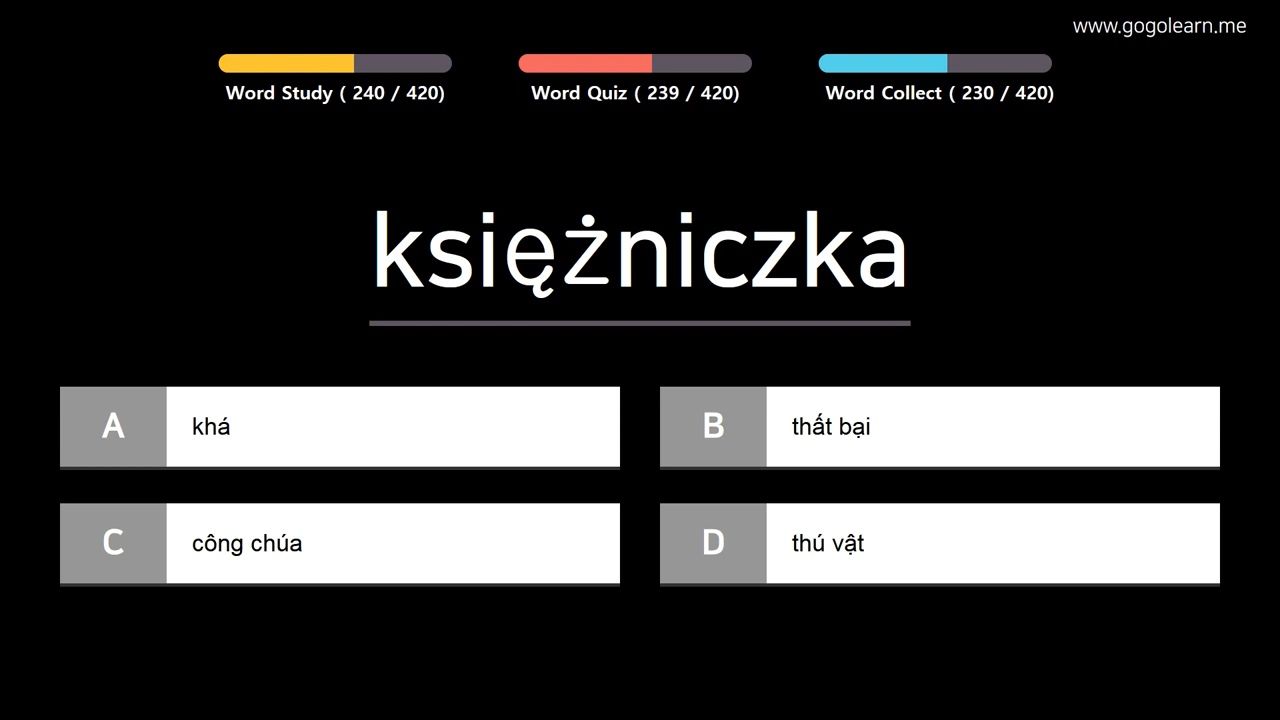 www.gogolearn.me
Word Study ( 240 / 420)
Word Quiz ( 239 / 420)
Word Collect ( 230 / 420)
księżniczka
A khá
B thất bại
C công chúa
D thú vật